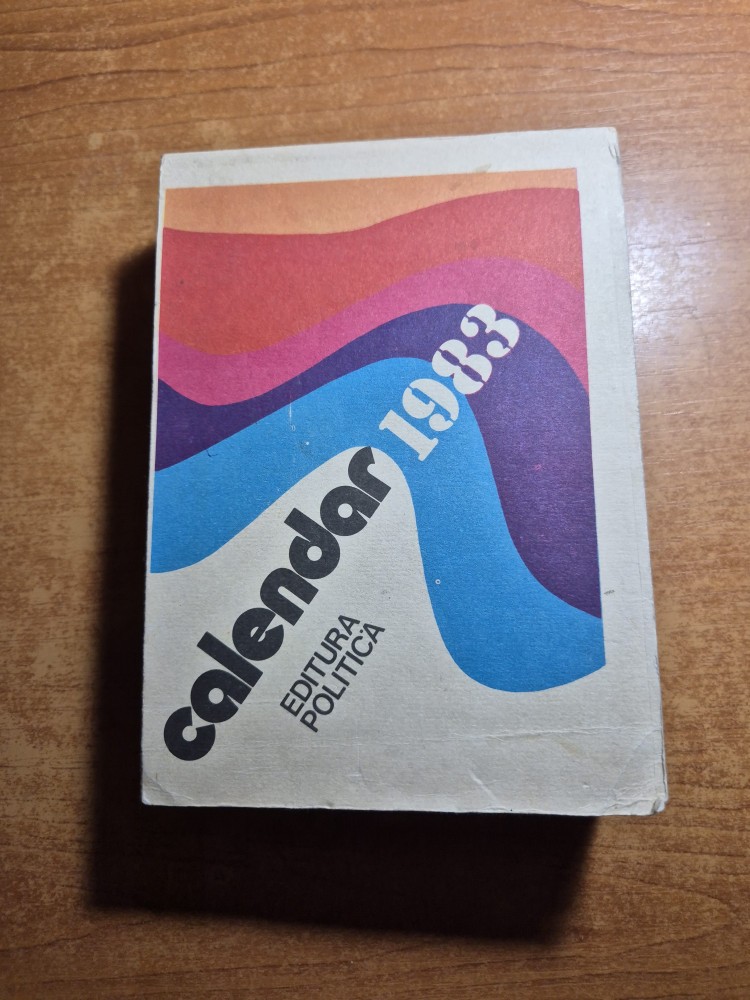 calendar 1983
EDITURA
POLITICĂ